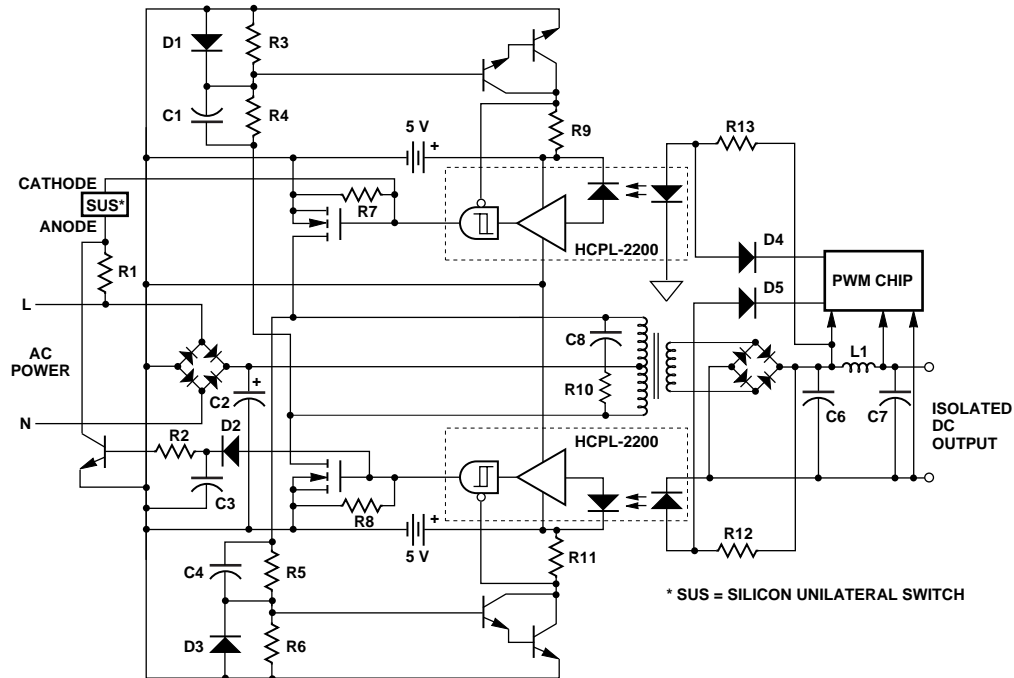 D1
R3
C1
R4
5 V
+
R9
R13
CATHODE
SUS*
ANODE
R7
HCPL-2200
D4
D5
PWM CHIP
R1
L
AC
POWER
N
C2
+
C8
R10
L1
C6
C7
ISOLATED
DC
OUTPUT
R2
D2
C3
HCPL-2200
R8
5 V
+
R11
R12
C4
R5
D3
R6
* SUS = SILICON UNILATERAL SWITCH